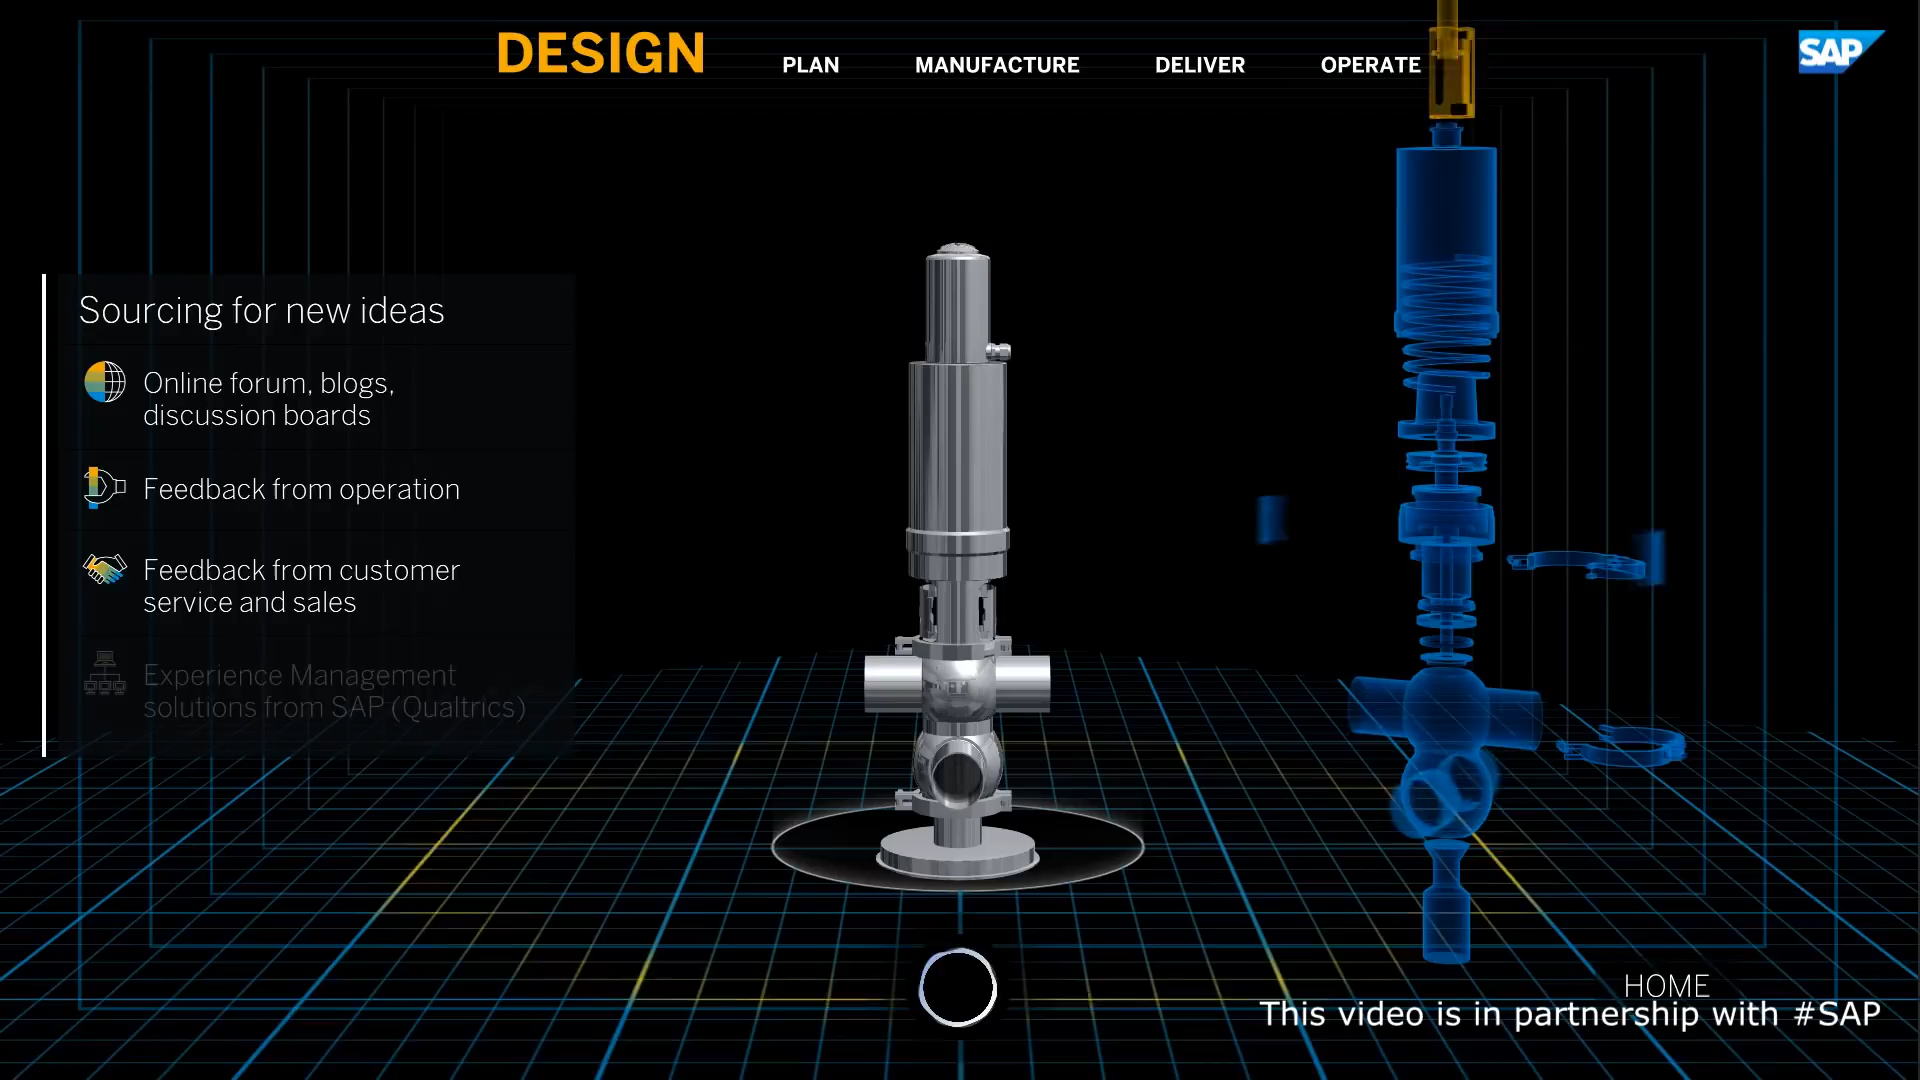 DESIGN
PLAN
MANUFACTURE
DELIVER
OPERATE
SAP
Sourcing for new ideas
Online forum, blogs,
discussion boards
Feedback from operation
Feedback from customer
service and sales
Experience Management
solutions from SAP (Qualtrics)
HOME
This video is in partnership with #SAP